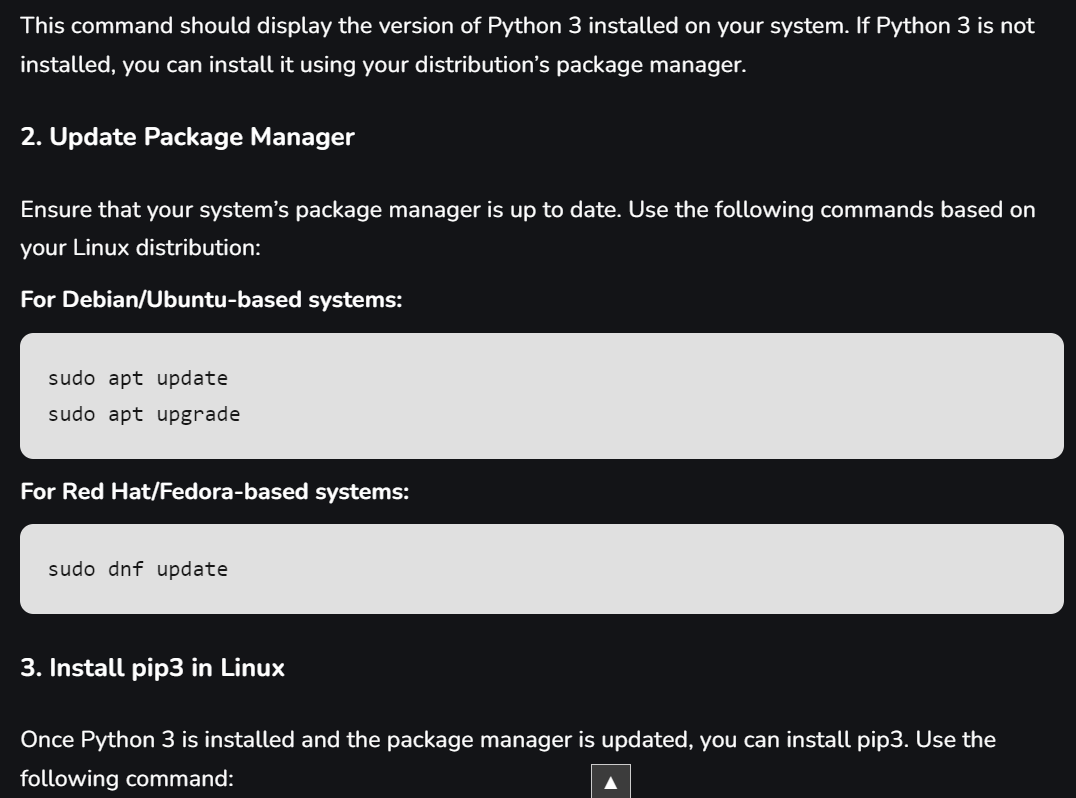 This command should display the version of Python 3 installed on your system. If Python 3 is not
installed, you can install it using your distribution’s package manager.
2. Update Package Manager
Ensure that your system’s package manager is up to date. Use the following commands based on
your Linux distribution:
For Debian/Ubuntu-based systems:
sudo apt update
sudo apt upgrade
For Red Hat/Fedora-based systems:
sudo dnf update
3. Install pip3 in Linux
Once Python 3 is installed and the package manager is updated, you can install pip3. Use the
following command: